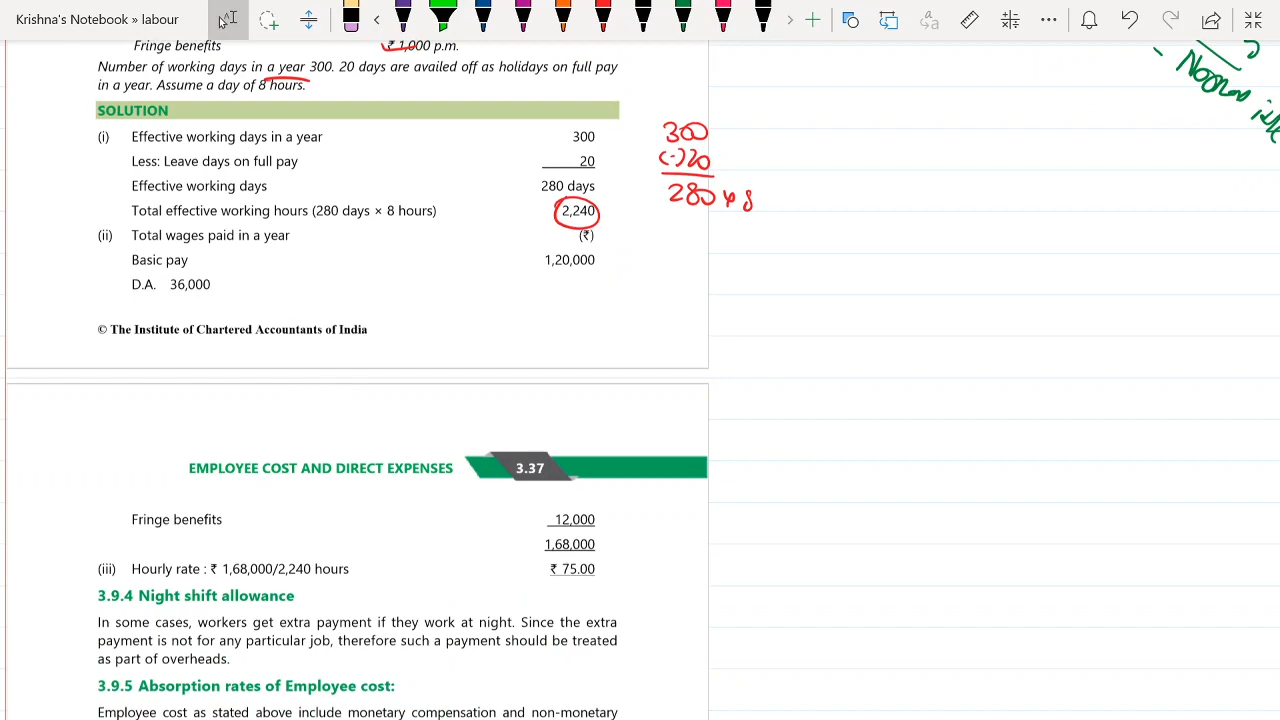 Krishna's Notebook » labour
Fringe benefits ₹ 1,000 p.m.
Number of working days in a year 300. 20 days are availed off as holidays on full pay
in a year. Assume a day of 8 hours.
SOLUTION
(i) Effective working days in a year 300
Less: Leave days on full pay 20
Effective working days 280 days
Total effective working hours (280 days × 8 hours) 2,240
(ii) Total wages paid in a year (₹)
Basic pay 1,20,000
D.A. 36,000
© The Institute of Chartered Accountants of India
300
(-) 20
280 × 8
EMPLOYEE COST AND DIRECT EXPENSES 3.37
Fringe benefits 12,000
1,68,000
(iii) Hourly rate : ₹ 1,68,000/2,240 hours ₹ 75.00
3.9.4 Night shift allowance
In some cases, workers get extra payment if they work at night. Since the extra
payment is not for any particular job, therefore such a payment should be treated
as part of overheads.
3.9.5 Absorption rates of Employee cost:
Employee cost as stated above include monetary compensation and non-monetary